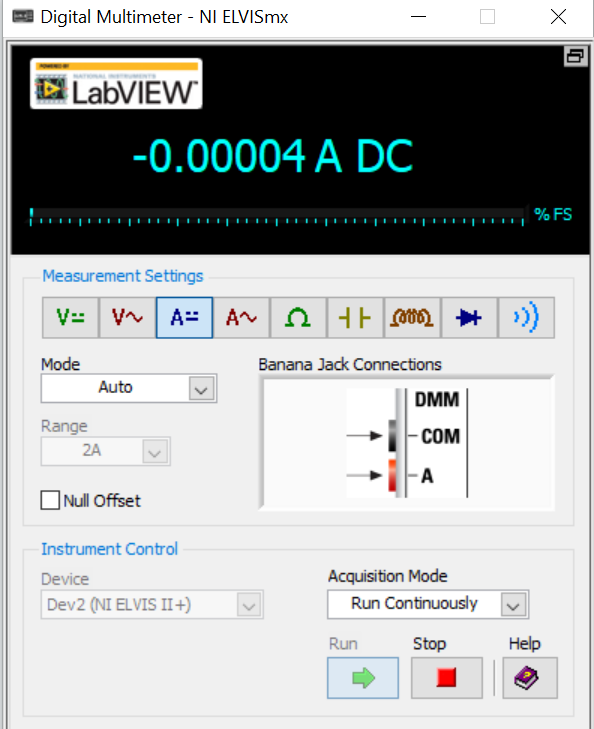 Digital Multimeter - NI ELVISmx
POWERED BY
NATIONAL INSTRUMENTS
LabVIEW™
-0.00004 A DC
% FS
Measurement Settings
V V A A Ω
Mode
Auto
Banana Jack Connections
DMM
COM
A
Range
2A
Null Offset
Instrument Control
Device
Dev2 (NI ELVIS II+)
Acquisition Mode
Run Continuously
Run Stop Help